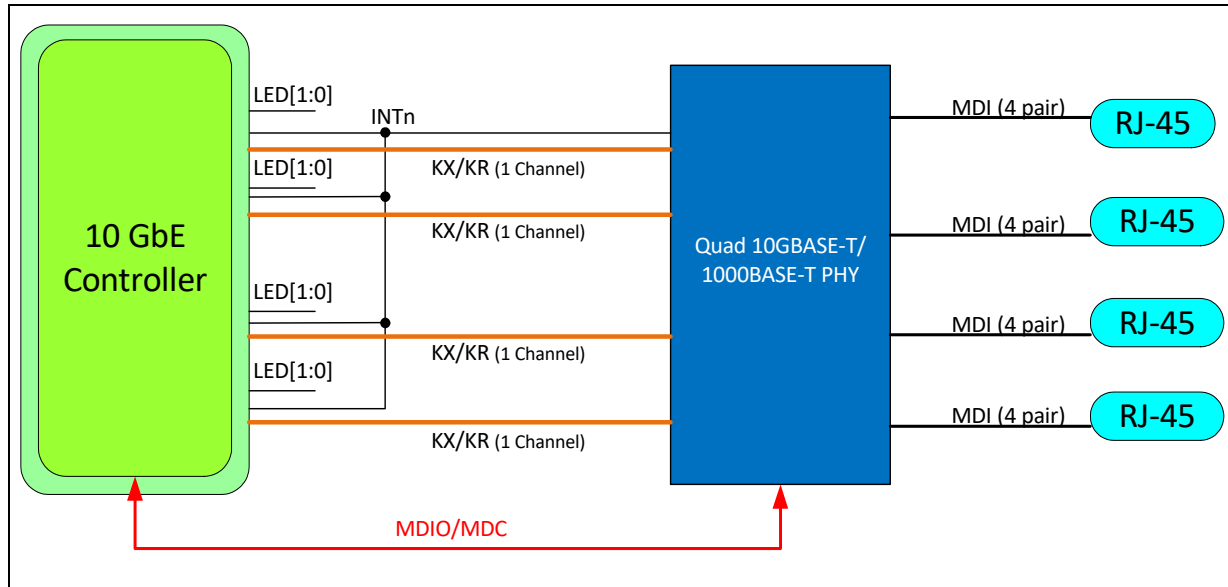 LED[1:0]
INTn
MDI (4 pair)
RJ-45
LED[1:0]
KX/KR (1 Channel)
10 GbE
Controller
KX/KR (1 Channel)
Quad 10GBASE-T/
1000BASE-T PHY
MDI (4 pair)
RJ-45
LED[1:0]
KX/KR (1 Channel)
MDI (4 pair)
RJ-45
LED[1:0]
KX/KR (1 Channel)
MDI (4 pair)
RJ-45
MDIO/MDC